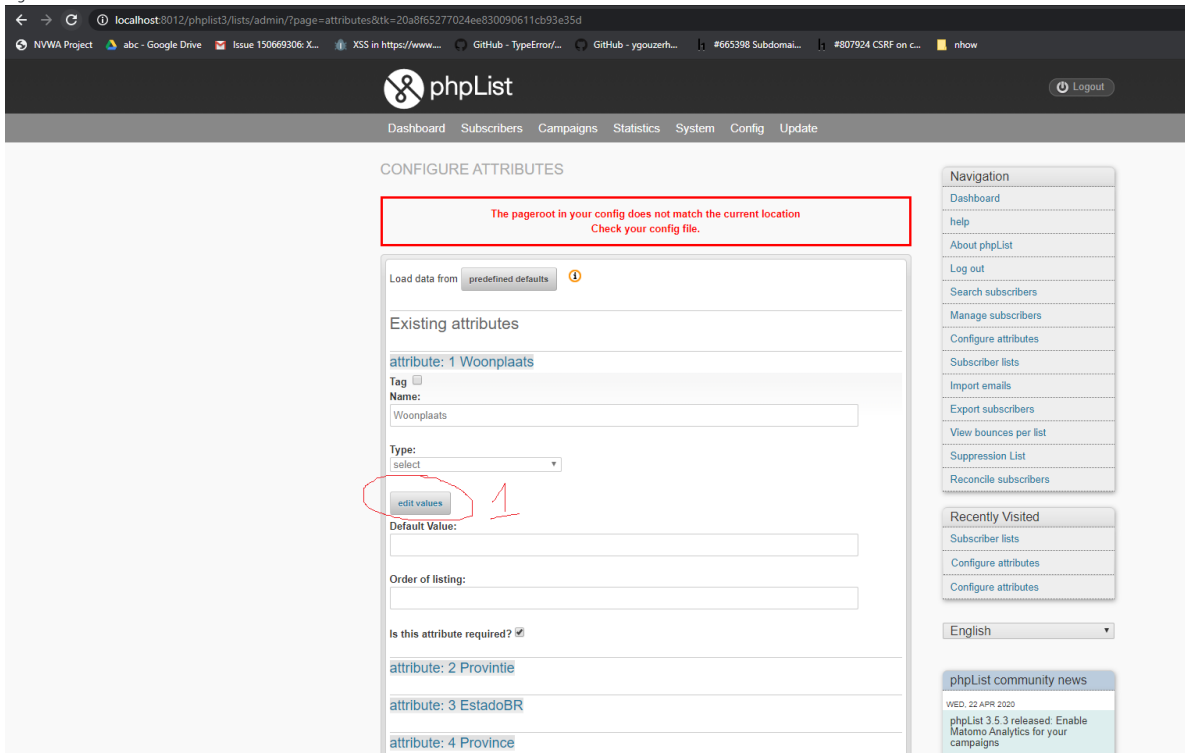 localhost:8012/phplist3/lists/admin/?page=attributes&tk=20a8f65277024ee830090611cb93e35d
NVWA Project abc - Google Drive Issue 150669306: X... XSS in https://www.... GitHub - TypeError/... GitHub - ygouzerh... #665398 Subdomai... #807924 CSRF on c... nhow
phpList
Logout
Dashboard Subscribers Campaigns Statistics System Config Update
CONFIGURE ATTRIBUTES
The pageroot in your config does not match the current location
Check your config file.
Load data from predefined defaults
Existing attributes
attribute: 1 Woonplaats
Tag
Name:
Woonplaats
Type:
select
edit values
1
Default Value:
Order of listing:
Is this attribute required?
attribute: 2 Provintie
attribute: 3 EstadoBR
attribute: 4 Province
Navigation
Dashboard
help
About phpList
Log out
Search subscribers
Manage subscribers
Configure attributes
Subscriber lists
Import emails
Export subscribers
View bounces per list
Suppression List
Reconcile subscribers
Recently Visited
Subscriber lists
Configure attributes
Configure attributes
English
phpList community news
WED, 22 APR 2020
phpList 3.5.3 released: Enable
Matomo Analytics for your
campaigns